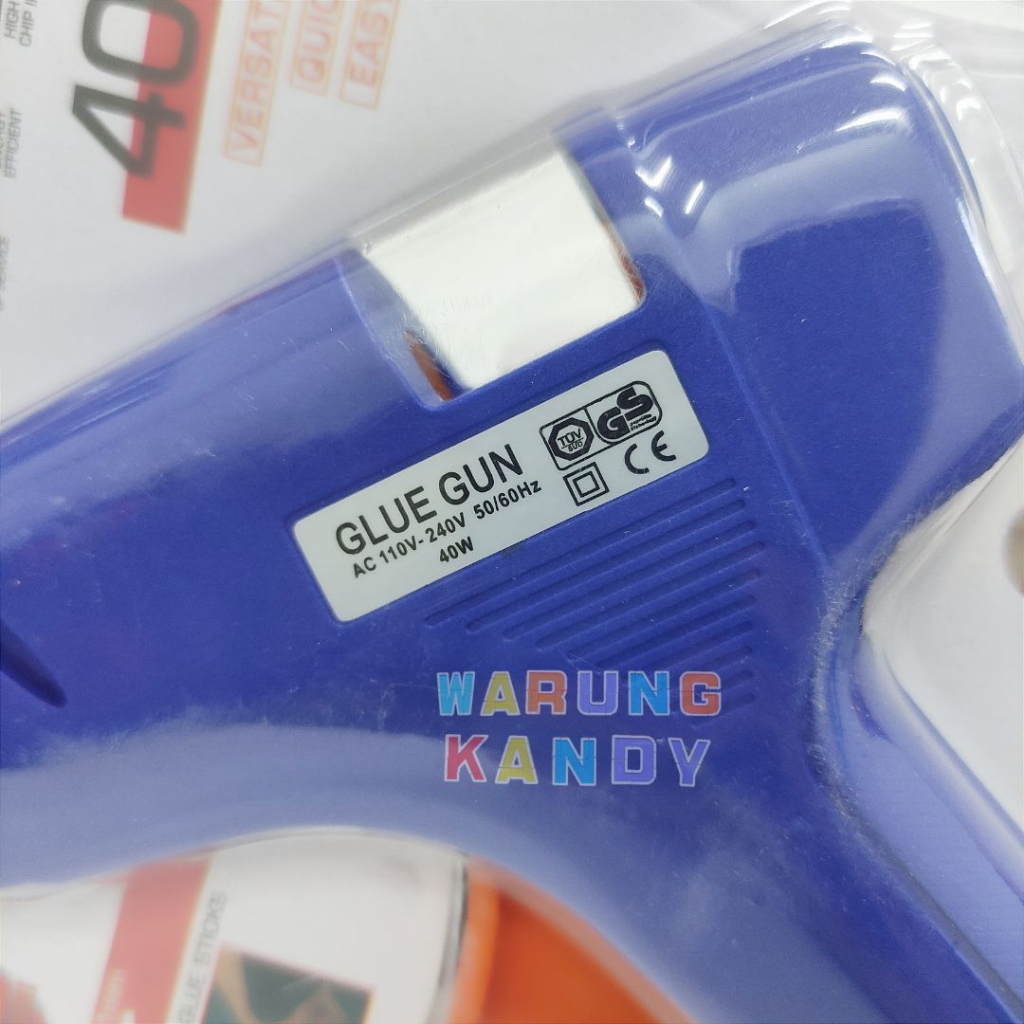 HIGH
CHIP
40
VERSAT
QUIC
EASY
EFFICIENT
GLUE GUN
AC 110V- 240V 50/60Hz
40W
TÜV
GS
CE
WARUNG
KANDY
GLUE STICKS